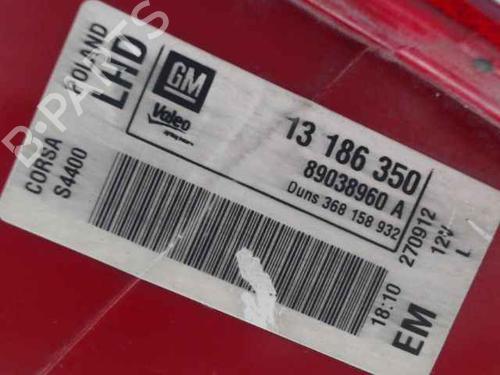 POLAND
LHD
GM
Valeo
13 186 350
89038960 A
Duns 368 158 932
CORSA
S4400
270912
18:10
EM
B-PARTS